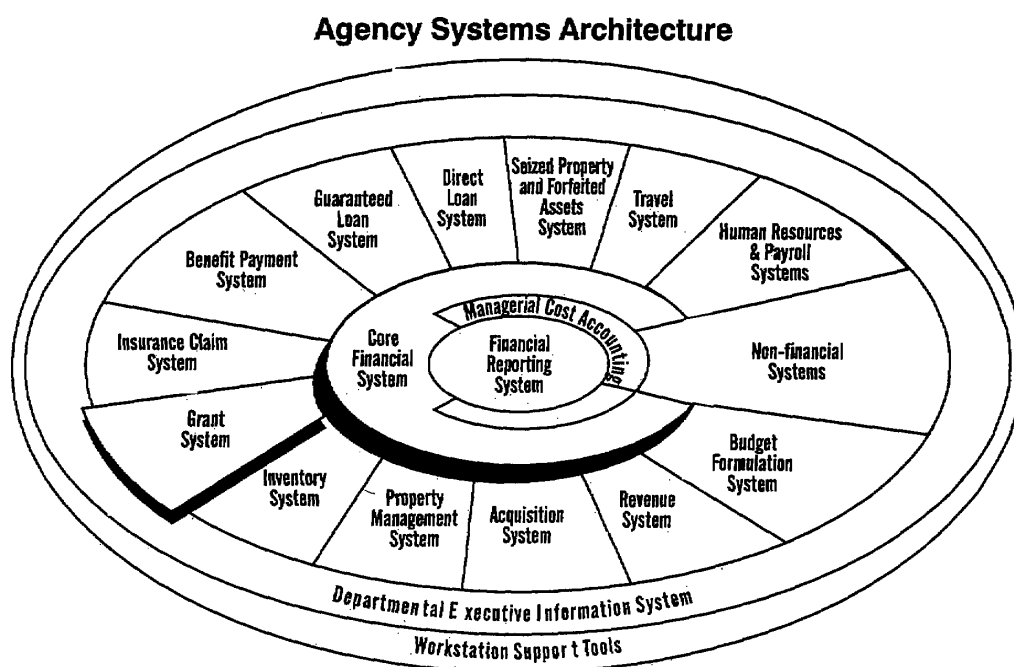 Agency Systems Architecture
Seized Property
and Forfeited
Assets
System
Direct
Loan
System
Travel
System
Guaranteed
Loan
System
Human Resources
& Payroll
Systems
Benefit Payment
System
Insurance Claim
System
Managerial Cost Accounting
Core
Financial
System
Financial
Reporting
System
Non-financial
Systems
Grant
System
Budget
Formulation
System
Inventory
System
Property
Management
System
Acquisition
System
Revenue
System
Departmental Executive Information System
Workstation Support Tools